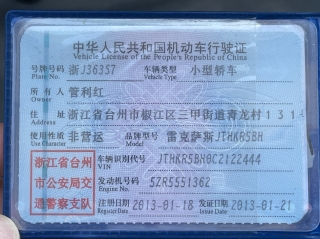 中华人民共和国机动车行驶证
Vehicle License of the People's Republic of China
号牌号码 浙J363S7 车辆类型 小型轿车
Plate No. Vehicle Type
所有人 管利红
Owner
住址 浙江省台州市椒江区三甲街道青龙村131号
Address
使用性质 非营运 品牌型号 雷克萨斯JTHKR5BH
Use Character Model
浙江省台州市公安局交通警察支队
车辆识别代号 JTHKR5BH0C2122444
VIN
发动机号码 5ZR5551362
Engine No.
注册日期 2013-01-18 发证日期 2013-01-21
Register Date Issue Date